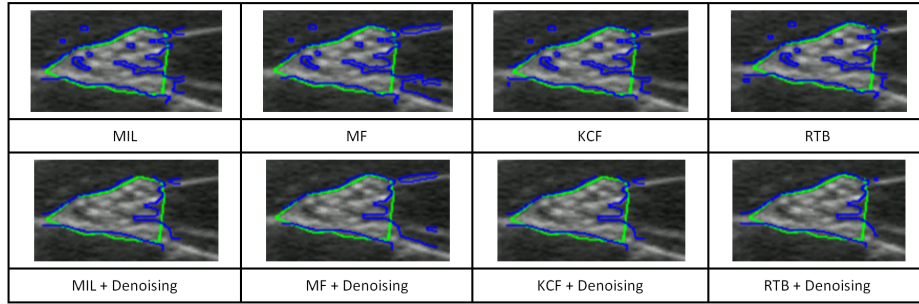 MIL
MF
KCF
RTB
MIL + Denoising
MF + Denoising
KCF + Denoising
RTB + Denoising